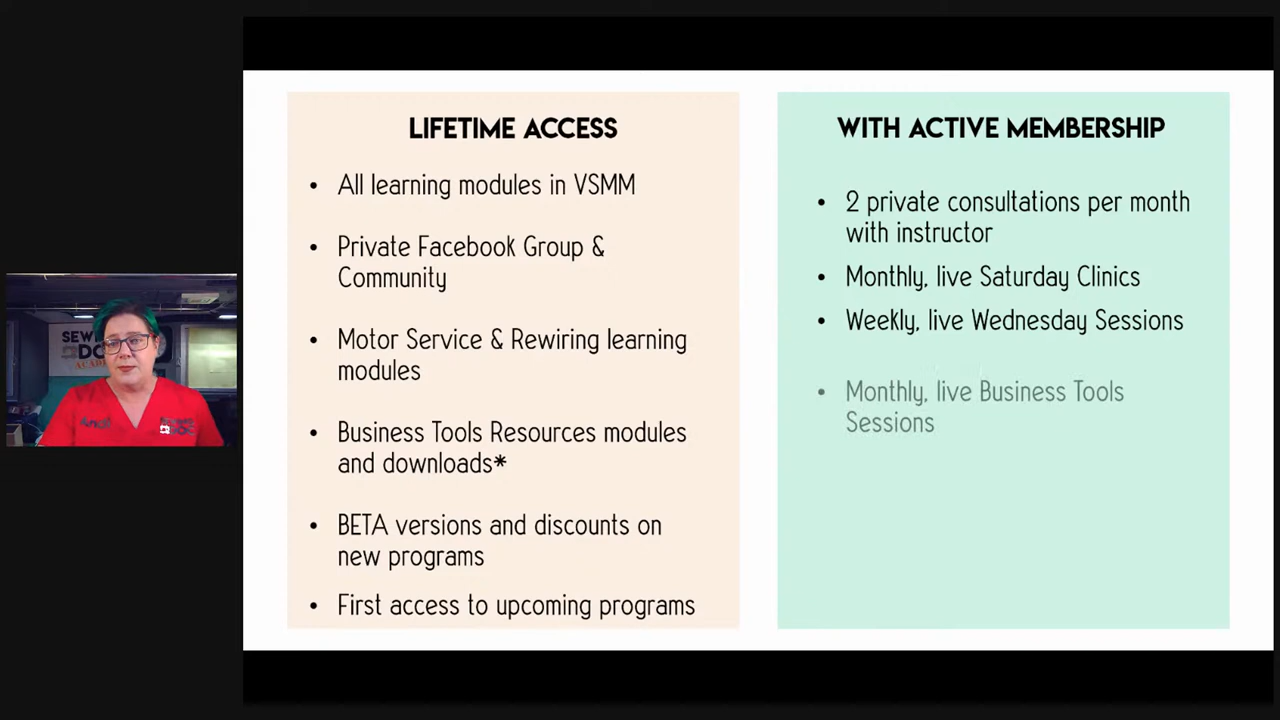 LIFETIME ACCESS
• All learning modules in VSMM
• Private Facebook Group &
Community
• Motor Service & Rewiring learning
modules
• Business Tools Resources modules
and downloads*
• BETA versions and discounts on
new programs
• First access to upcoming programs
WITH ACTIVE MEMBERSHIP
• 2 private consultations per month
with instructor
• Monthly, live Saturday Clinics
• Weekly, live Wednesday Sessions
• Monthly, live Business Tools
Sessions